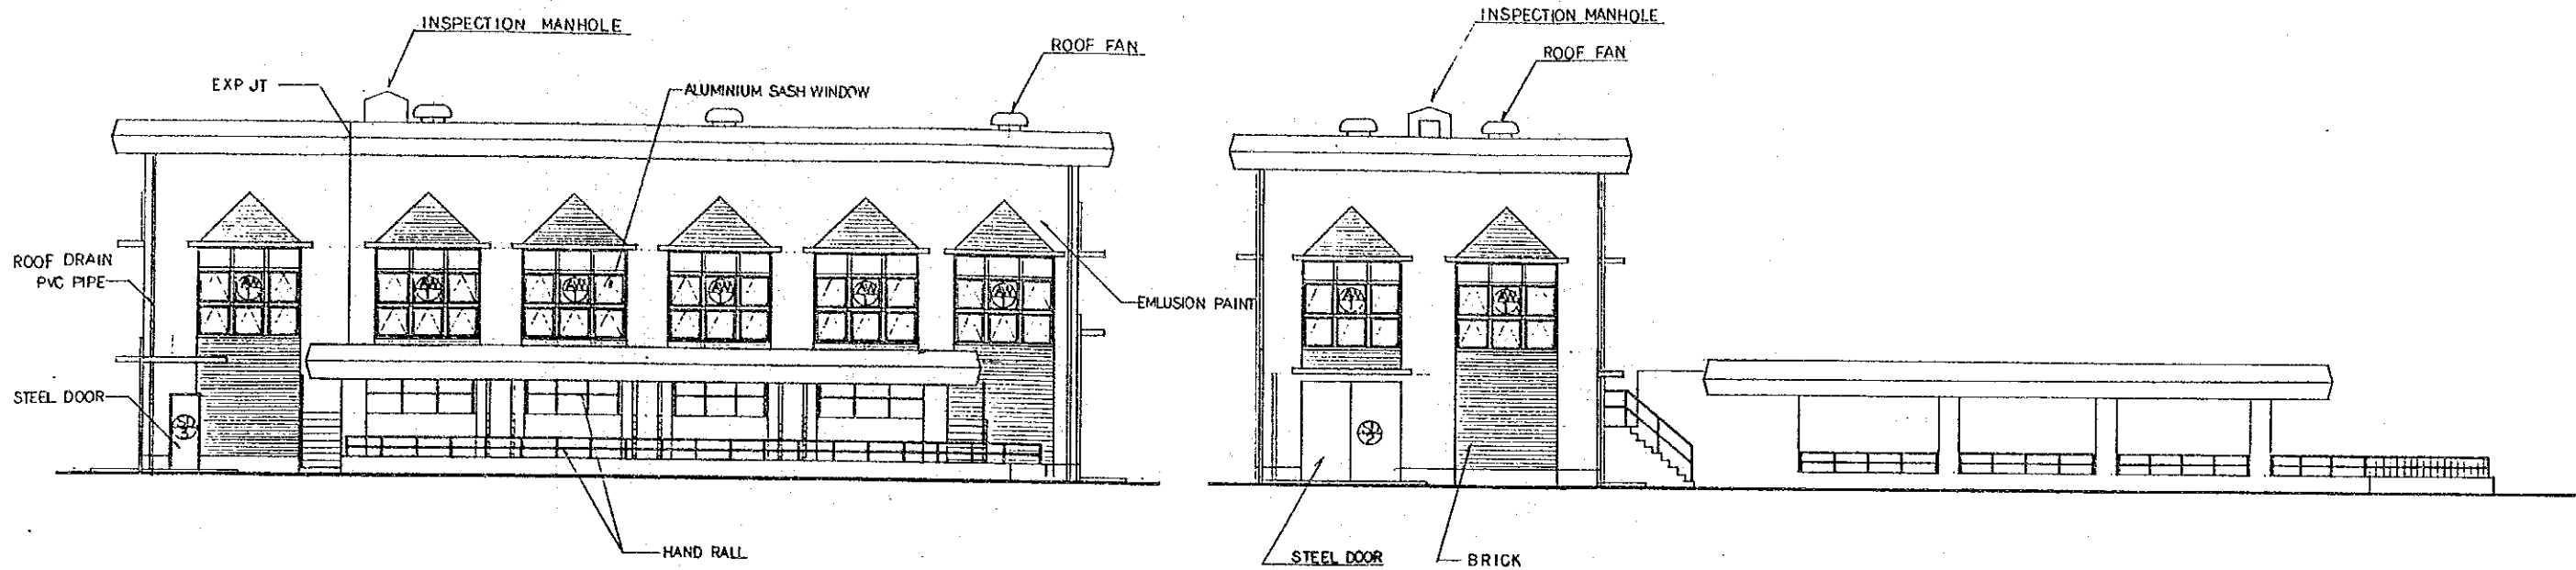 INSPECTION MANHOLE
ROOF FAN
EXP JT
ALUMINIUM SASH WINDOW
ROOF DRAIN
PVC PIPE
EMLUSION PAINT
STEEL DOOR
HAND RALL
INSPECTION MANHOLE
ROOF FAN
STEEL DOOR
BRICK